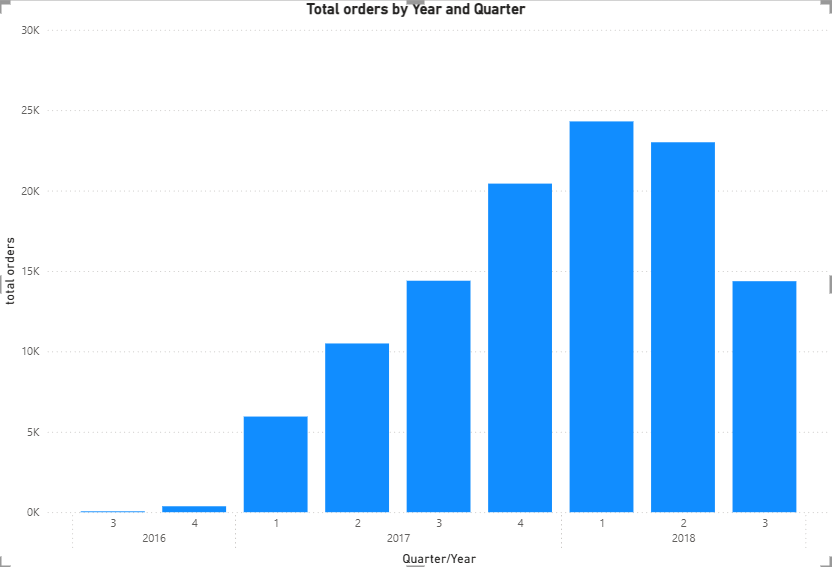 Total orders by Year and Quarter
30K
25K
20K
15K
10K
5K
0K
total orders
3 4 1 2 3 4 1 2 3
2016 2017 2018
Quarter/Year